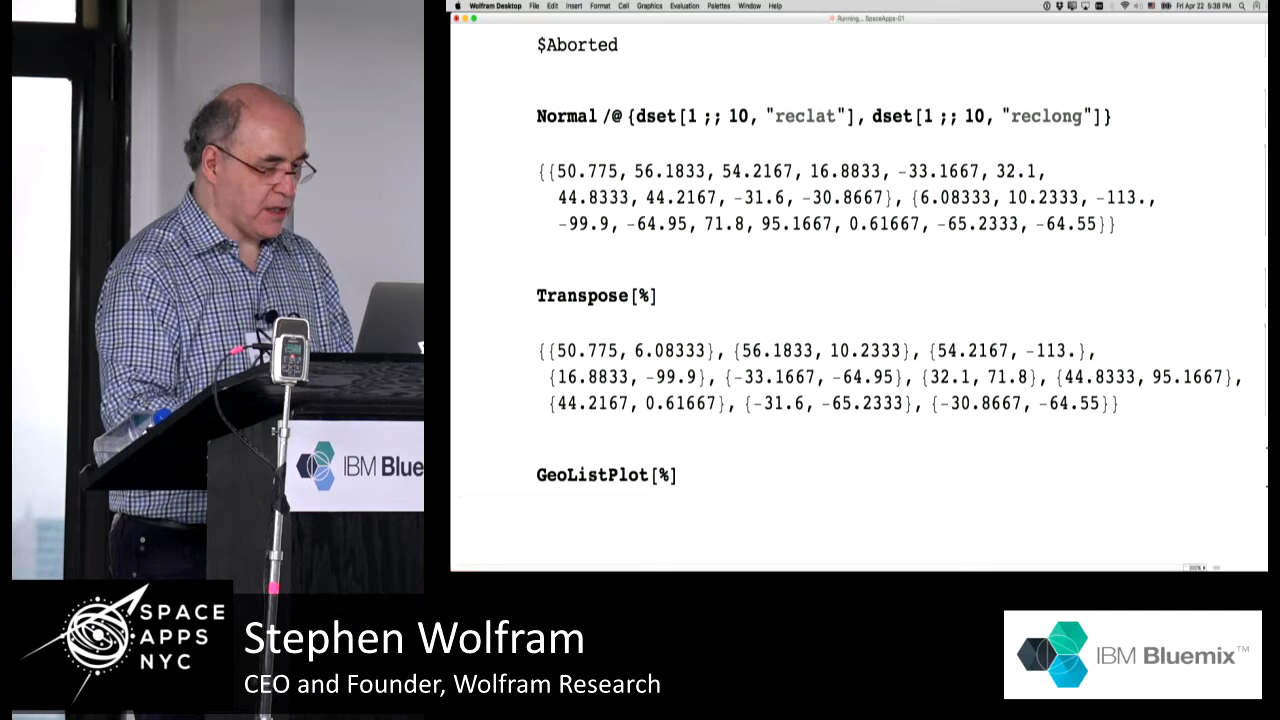 Wolfram Desktop File Edit Insert Format Cell Graphics Evaluation Palettes Window Help
Fri Apr 22 5:38 PM
Running... SpaceApps-01
$Aborted
Normal /@ {dset[1 ;; 10, "reclat"], dset[1 ;; 10, "reclong"]}
{{50.775, 56.1833, 54.2167, 16.8833, -33.1667, 32.1,
44.8333, 44.2167, -31.6, -30.8667}, {6.08333, 10.2333, -113.,
-99.9, -64.95, 71.8, 95.1667, 0.61667, -65.2333, -64.55}}
Transpose[%]
{{50.775, 6.08333}, {56.1833, 10.2333}, {54.2167, -113.},
{16.8833, -99.9}, {-33.1667, -64.95}, {32.1, 71.8}, {44.8333, 95.1667},
{44.2167, 0.61667}, {-31.6, -65.2333}, {-30.8667, -64.55}}
GeoListPlot[%]
IBM Blue
SPACE
APPS
NYC
Stephen Wolfram
CEO and Founder, Wolfram Research
IBM Bluemix™